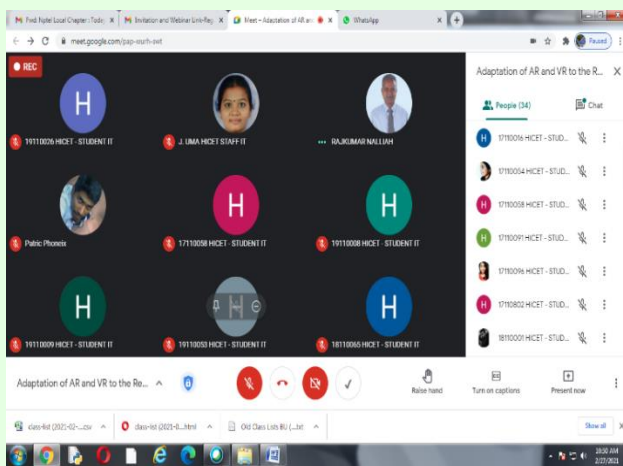 Fwd: Nptel Local Chapter : Today
Invitation and Webinar Link-Reg
Meet – Adaptation of AR and
WhatsApp
meet.google.com/pap-wurh-owt
Paused
REC
H
19110026 HICET - STUDENT IT
J. UMA HICET STAFF IT
RAJKUMAR NALLIAH
Patric Phoneix
H
17110058 HICET - STUDENT IT
H
19110008 HICET - STUDENT IT
H
19110009 HICET - STUDENT IT
H
19110053 HICET - STUDENT IT
H
18110065 HICET - STUDENT IT
Adaptation of AR and VR to the R...
People (34)
Chat
H
17110016 HICET - STUD...
17110054 HICET - STUD...
H
17110058 HICET - STUD...
H
17110091 HICET - STUD...
17110096 HICET - STUD...
H
17110802 HICET - STUD...
18110001 HICET - STUD...
Adaptation of AR and VR to the Re...
Raise hand
Turn on captions
Present now
class-list (2021-02-....csv
class-list (2021-0....html
Old Class Lists BU (....txt
Show all
10:50 AM
2/27/2021